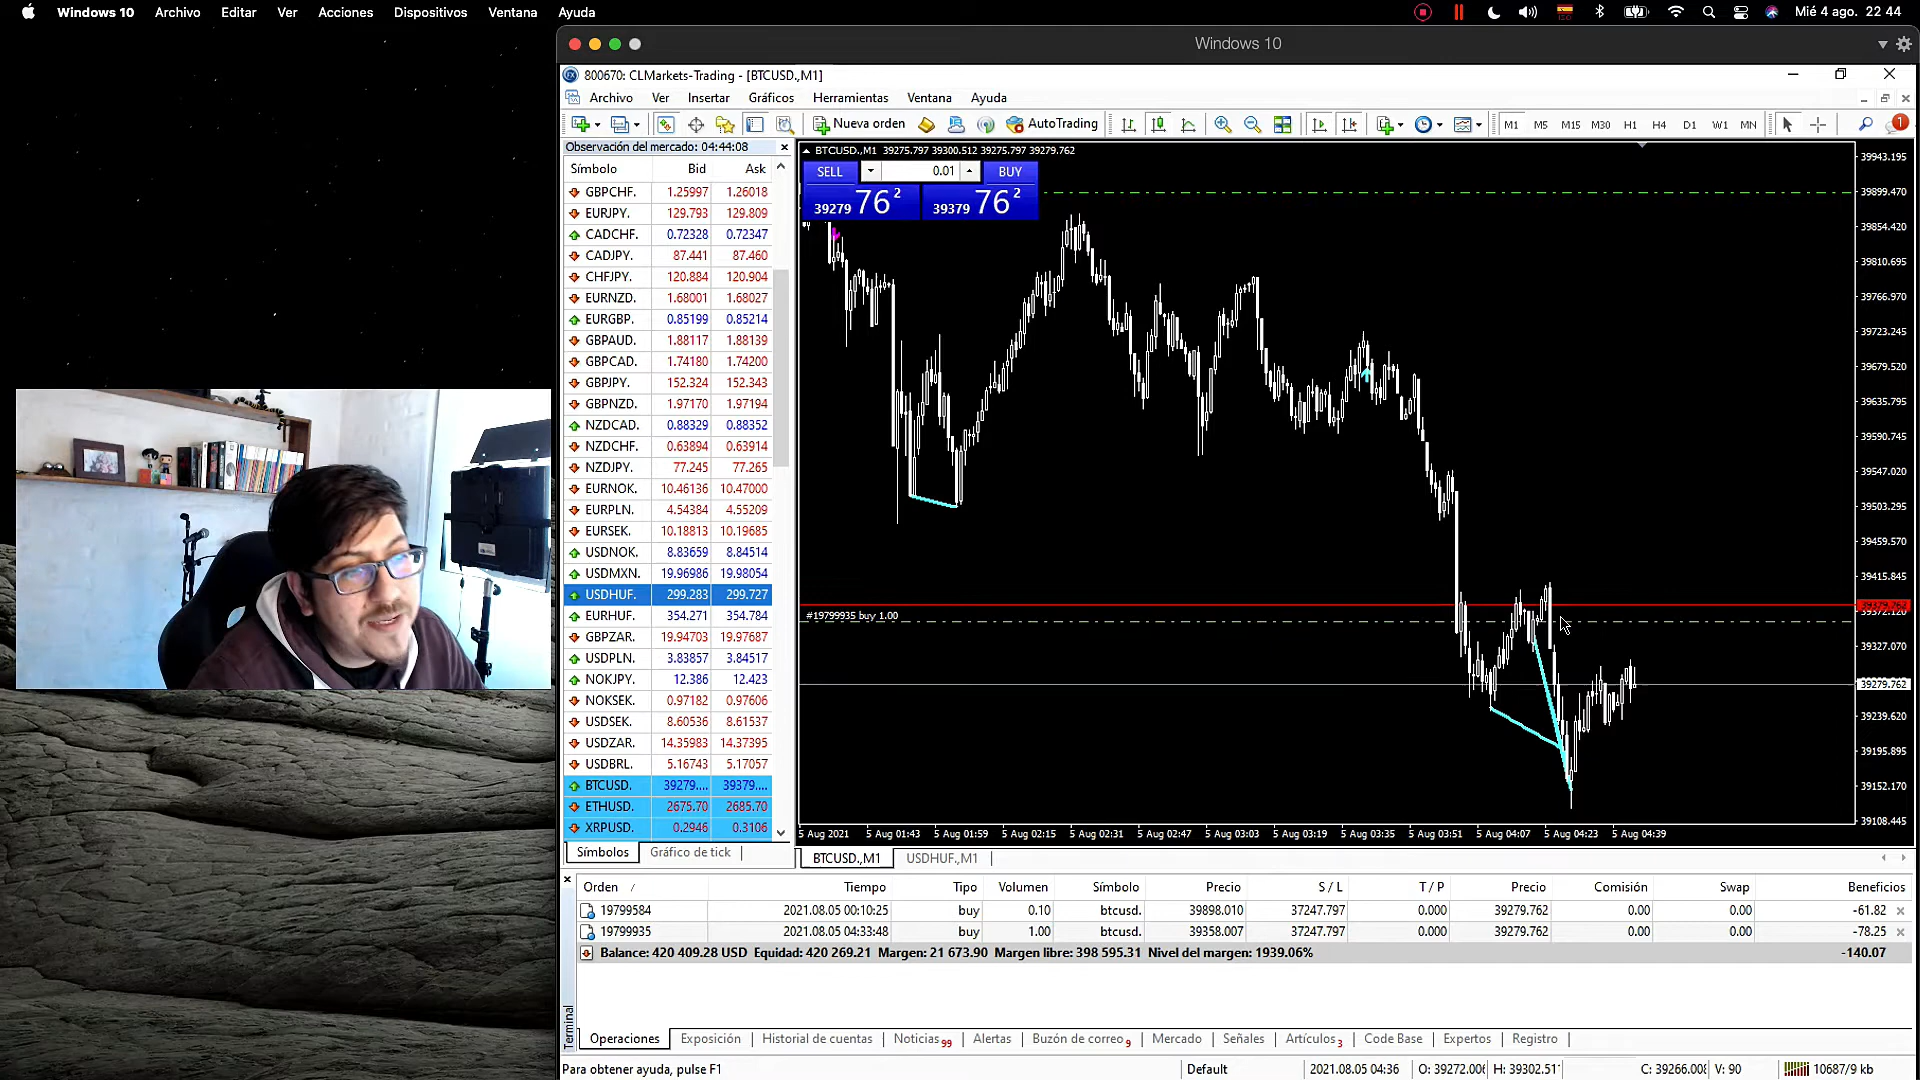 Windows 10 Archivo Editar Ver Acciones Dispositivos Ventana Ayuda Mié 4 ago. 22 44
Windows 10
800670: CLMarkets-Trading - [BTCUSD.,M1]
Archivo Ver Insertar Gráficos Herramientas Ventana Ayuda
Nueva orden AutoTrading M1 M5 M15 M30 H1 H4 D1 W1 MN 1
Observación del mercado: 04:44:08
Símbolo Bid Ask
GBPCHF. 1.25997 1.26018
EURJPY. 129.793 129.809
CADCHF. 0.72328 0.72347
CADJPY. 87.441 87.460
CHFJPY. 120.884 120.904
EURNZD. 1.68001 1.68027
EURGBP. 0.85199 0.85214
GBPAUD. 1.88117 1.88139
GBPCAD. 1.74180 1.74200
GBPJPY. 152.324 152.343
GBPNZD. 1.97170 1.97194
NZDCAD. 0.88329 0.88352
NZDCHF. 0.63894 0.63914
NZDJPY. 77.245 77.265
EURNOK. 10.46136 10.47000
EURPLN. 4.54384 4.55209
EURSEK. 10.18813 10.19685
USDNOK. 8.83659 8.84514
USDMXN. 19.96986 19.98054
USDHUF. 299.283 299.727
EURHUF. 354.271 354.784
GBPZAR. 19.94703 19.97687
USDPLN. 3.83857 3.84517
NOKJPY. 12.386 12.423
NOKSEK. 0.97182 0.97606
USDSEK. 8.60536 8.61537
USDZAR. 14.35983 14.37395
USDBRL. 5.16743 5.17057
BTCUSD. 39279.... 39379....
ETHUSD. 2675.70 2685.70
XRPUSD. 0.2946 0.3106
Símbolos Gráfico de tick
BTCUSD.,M1 39275.797 39300.512 39275.797 39279.762
SELL 0.01 BUY
39279 76 2 39379 76 2
#19799935 buy 1.00
39943.195
39899.470
39854.420
39810.695
39766.970
39723.245
39679.520
39635.795
39590.745
39547.020
39503.295
39459.570
39415.845
39379.762
39372.120
39327.070
39279.762
39239.620
39195.895
39152.170
39108.445
5 Aug 2021 5 Aug 01:43 5 Aug 01:59 5 Aug 02:15 5 Aug 02:31 5 Aug 02:47 5 Aug 03:03 5 Aug 03:19 5 Aug 03:35 5 Aug 03:51 5 Aug 04:07 5 Aug 04:23 5 Aug 04:39
BTCUSD.,M1 USDHUF.,M1
Orden / Tiempo Tipo Volumen Símbolo Precio S / L T / P Precio Comisión Swap Beneficios
19799584 2021.08.05 00:10:25 buy 0.10 btcusd. 39898.010 37247.797 0.000 39279.762 0.00 0.00 -61.82
19799935 2021.08.05 04:33:48 buy 1.00 btcusd. 39358.007 37247.797 0.000 39279.762 0.00 0.00 -78.25
Balance: 420 409.28 USD Equidad: 420 269.21 Margen: 21 673.90 Margen libre: 398 595.31 Nivel del margen: 1939.06% -140.07
Terminal
Operaciones Exposición Historial de cuentas Noticias 99 Alertas Buzón de correo 9 Mercado Señales Artículos 3 Code Base Expertos Registro
Para obtener ayuda, pulse F1 Default 2021.08.05 04:36 O: 39272.006 H: 39302.51 C: 39266.008 V: 90 10687/9 kb